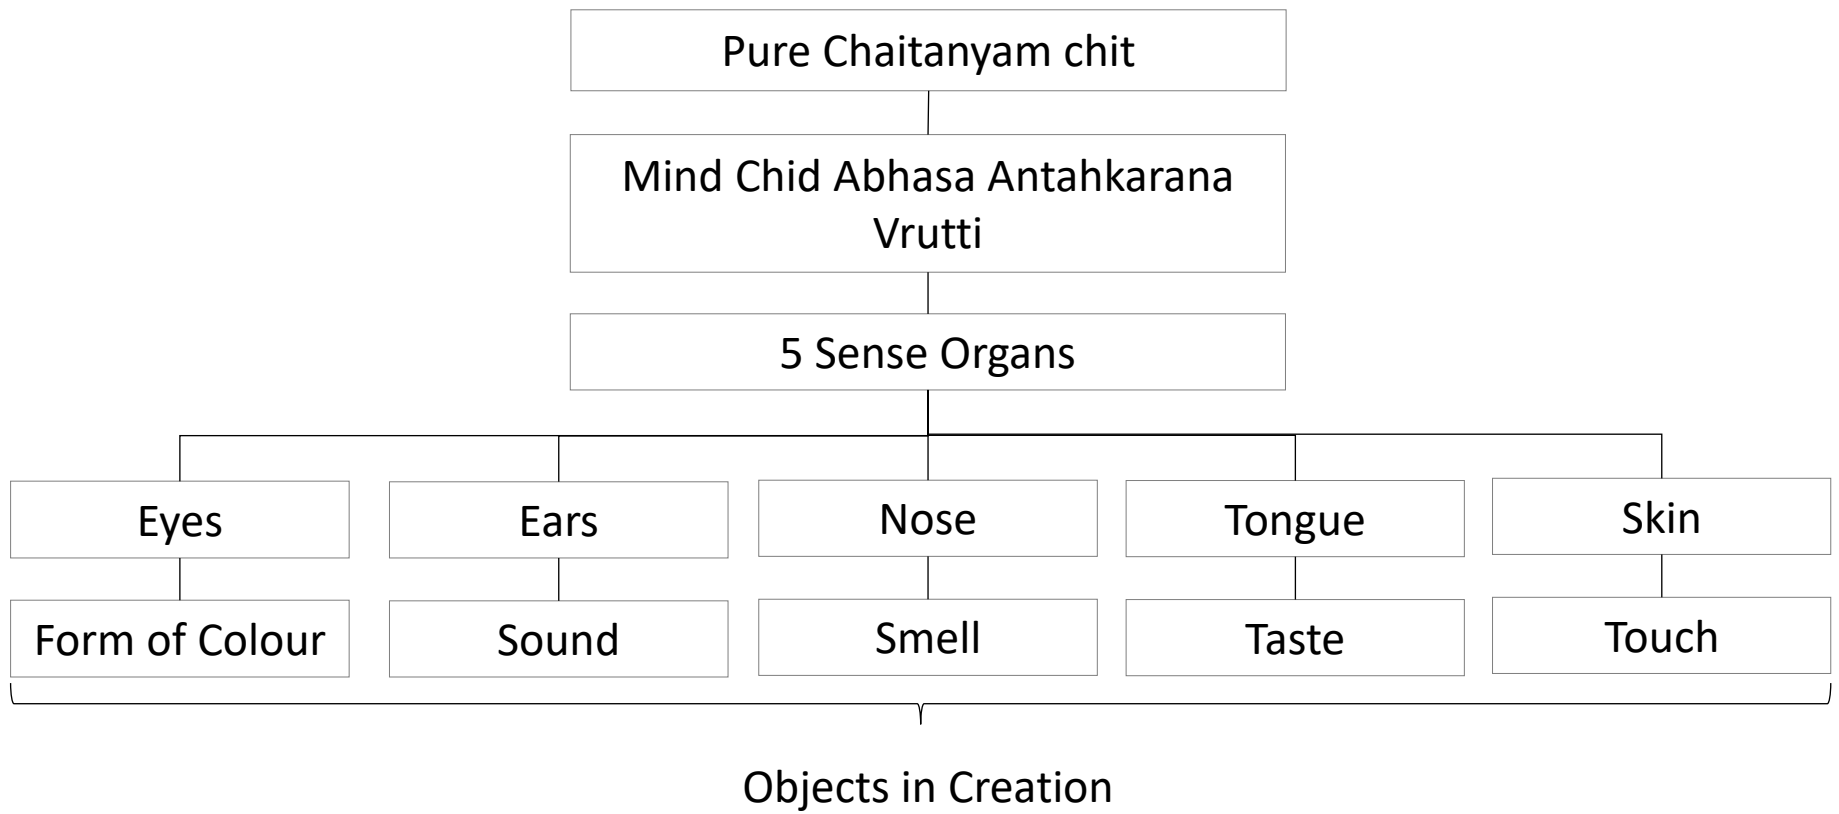 Pure Chaitanyam chit
Mind Chid Abhasa Antahkarana
Vrutti
5 Sense Organs
Eyes
Ears
Nose
Tongue
Skin
Form of Colour
Sound
Smell
Taste
Touch
Objects in Creation